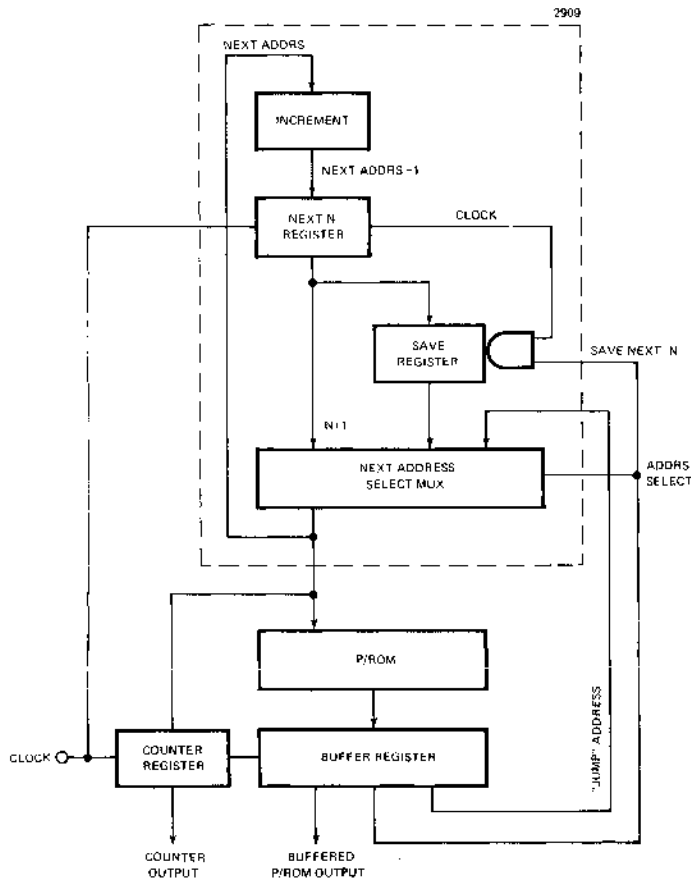 2909
NEXT ADDRS
INCREMENT
NEXT ADDRS-1
NEXT N
REGISTER
CLOCK
SAVE
REGISTER
SAVE NEXT N
N+1
NEXT ADDRESS
SELECT MUX
ADDRS
SELECT
P/ROM
"JUMP" ADDRESS
CLOCK
COUNTER
REGISTER
BUFFER REGISTER
COUNTER
OUTPUT
BUFFERED
P/ROM OUTPUT